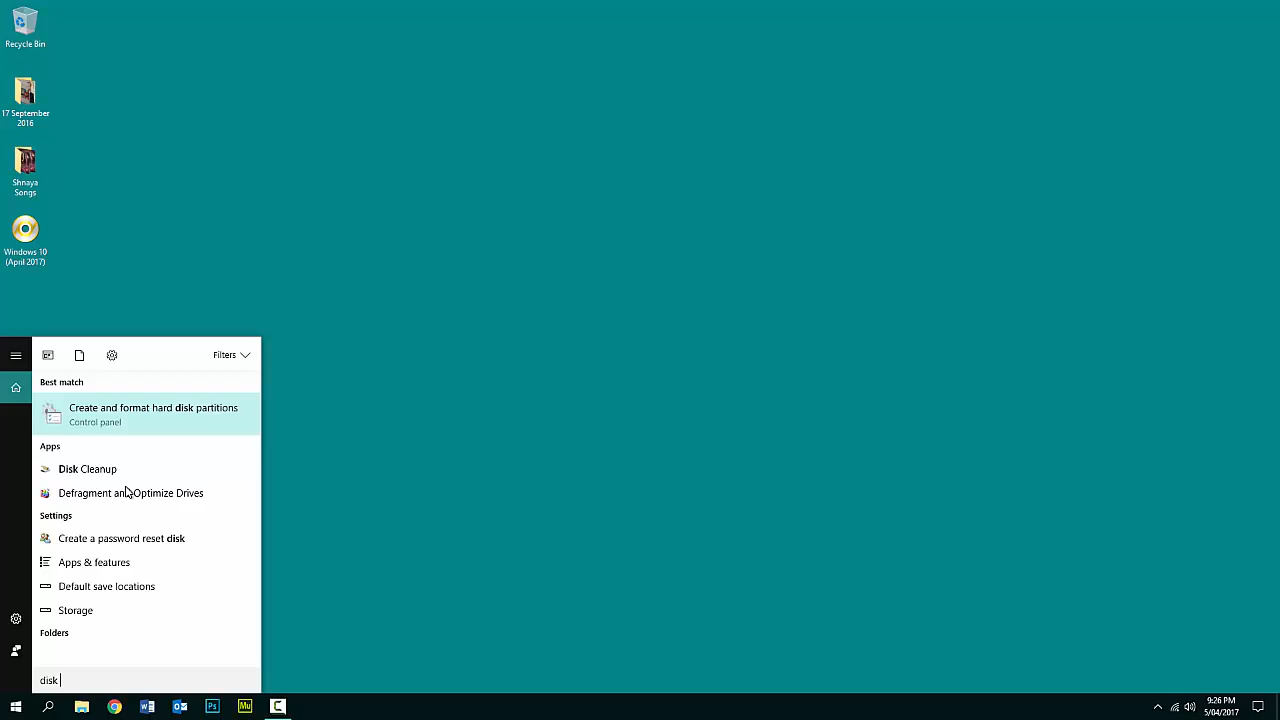 Recycle Bin
17 September
2016
Shnaya
Songs
Windows 10
(April 2017)
Filters
Best match
Create and format hard disk partitions
Control panel
Apps
Disk Cleanup
Defragment and Optimize Drives
Settings
Create a password reset disk
Apps & features
Default save locations
Storage
Folders
disk
W
Ps
Mu
C
9:26 PM
5/04/2017